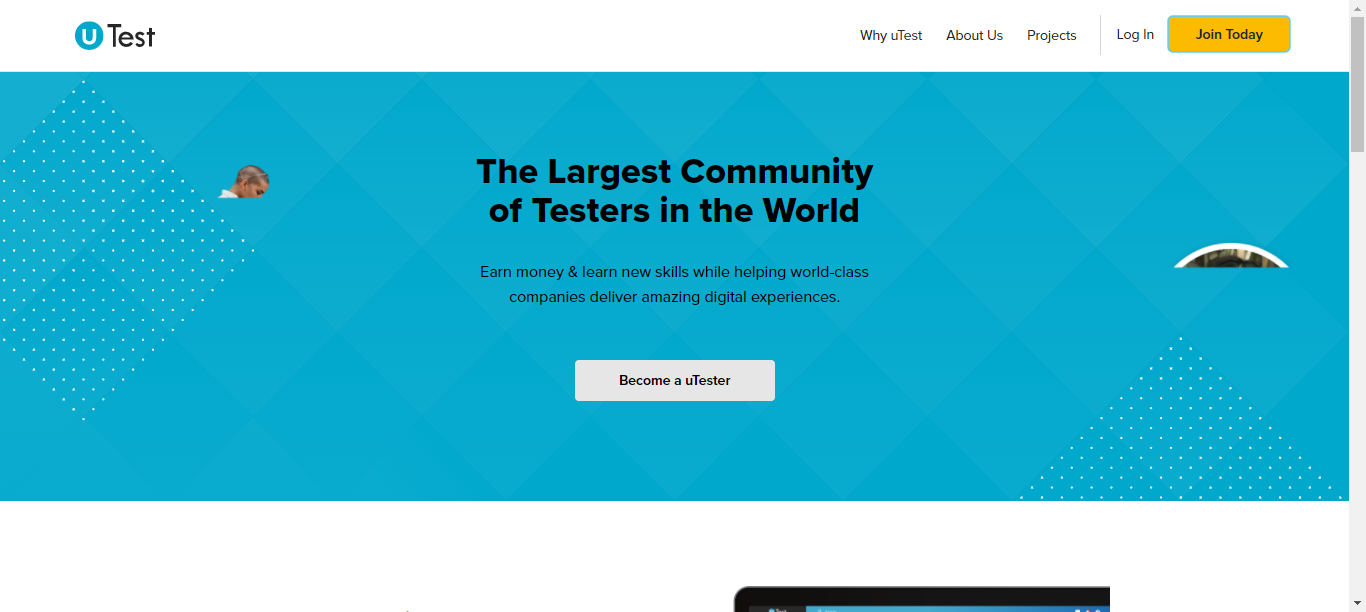 uTest
Why uTest
About Us
Projects
Log In
Join Today
The Largest Community
of Testers in the World
Earn money & learn new skills while helping world-class
companies deliver amazing digital experiences.
Become a uTester